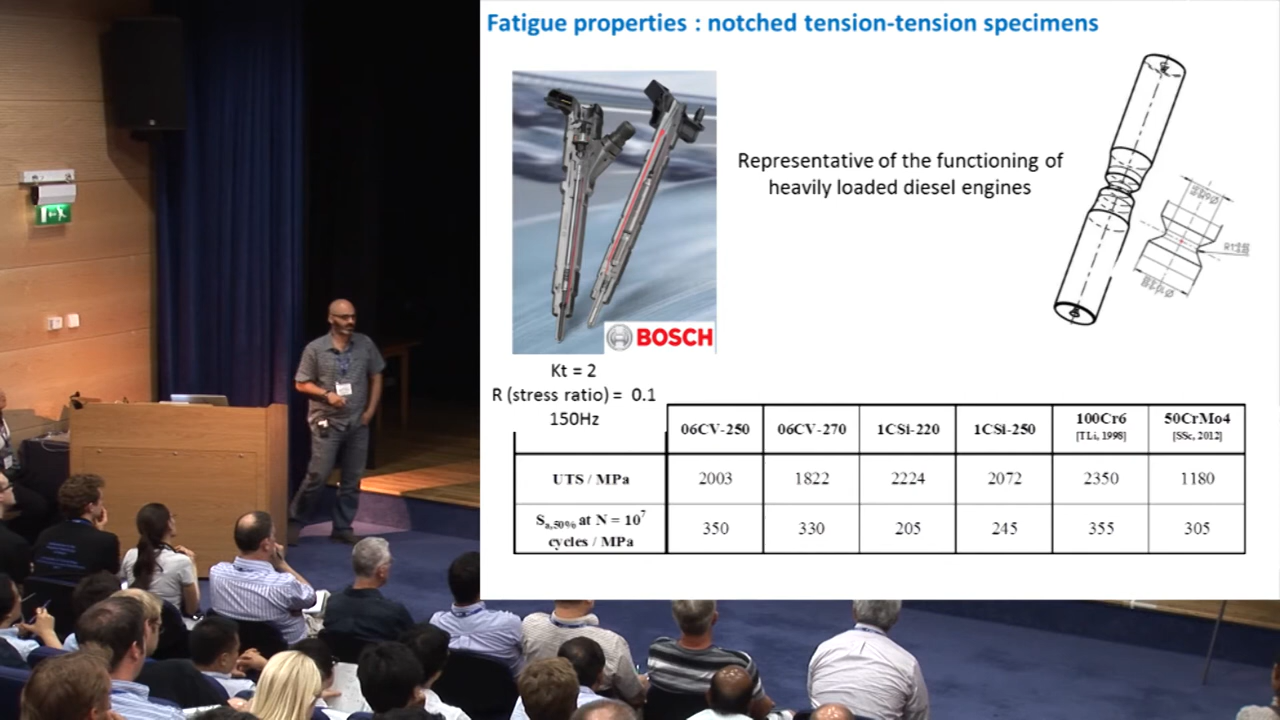 Fatigue properties : notched tension-tension specimens
Representative of the functioning of
heavily loaded diesel engines
BOSCH
Kt = 2
R (stress ratio) = 0.1
150Hz
06CV-250 06CV-270 1CSi-220 1CSi-250 100Cr6 50CrMo4
[TLi, 1998] [SSc, 2012]
UTS / MPa 2003 1822 2224 2072 2350 1180
Sa,50% at N = 10⁷
cycles / MPa 350 330 205 245 355 305